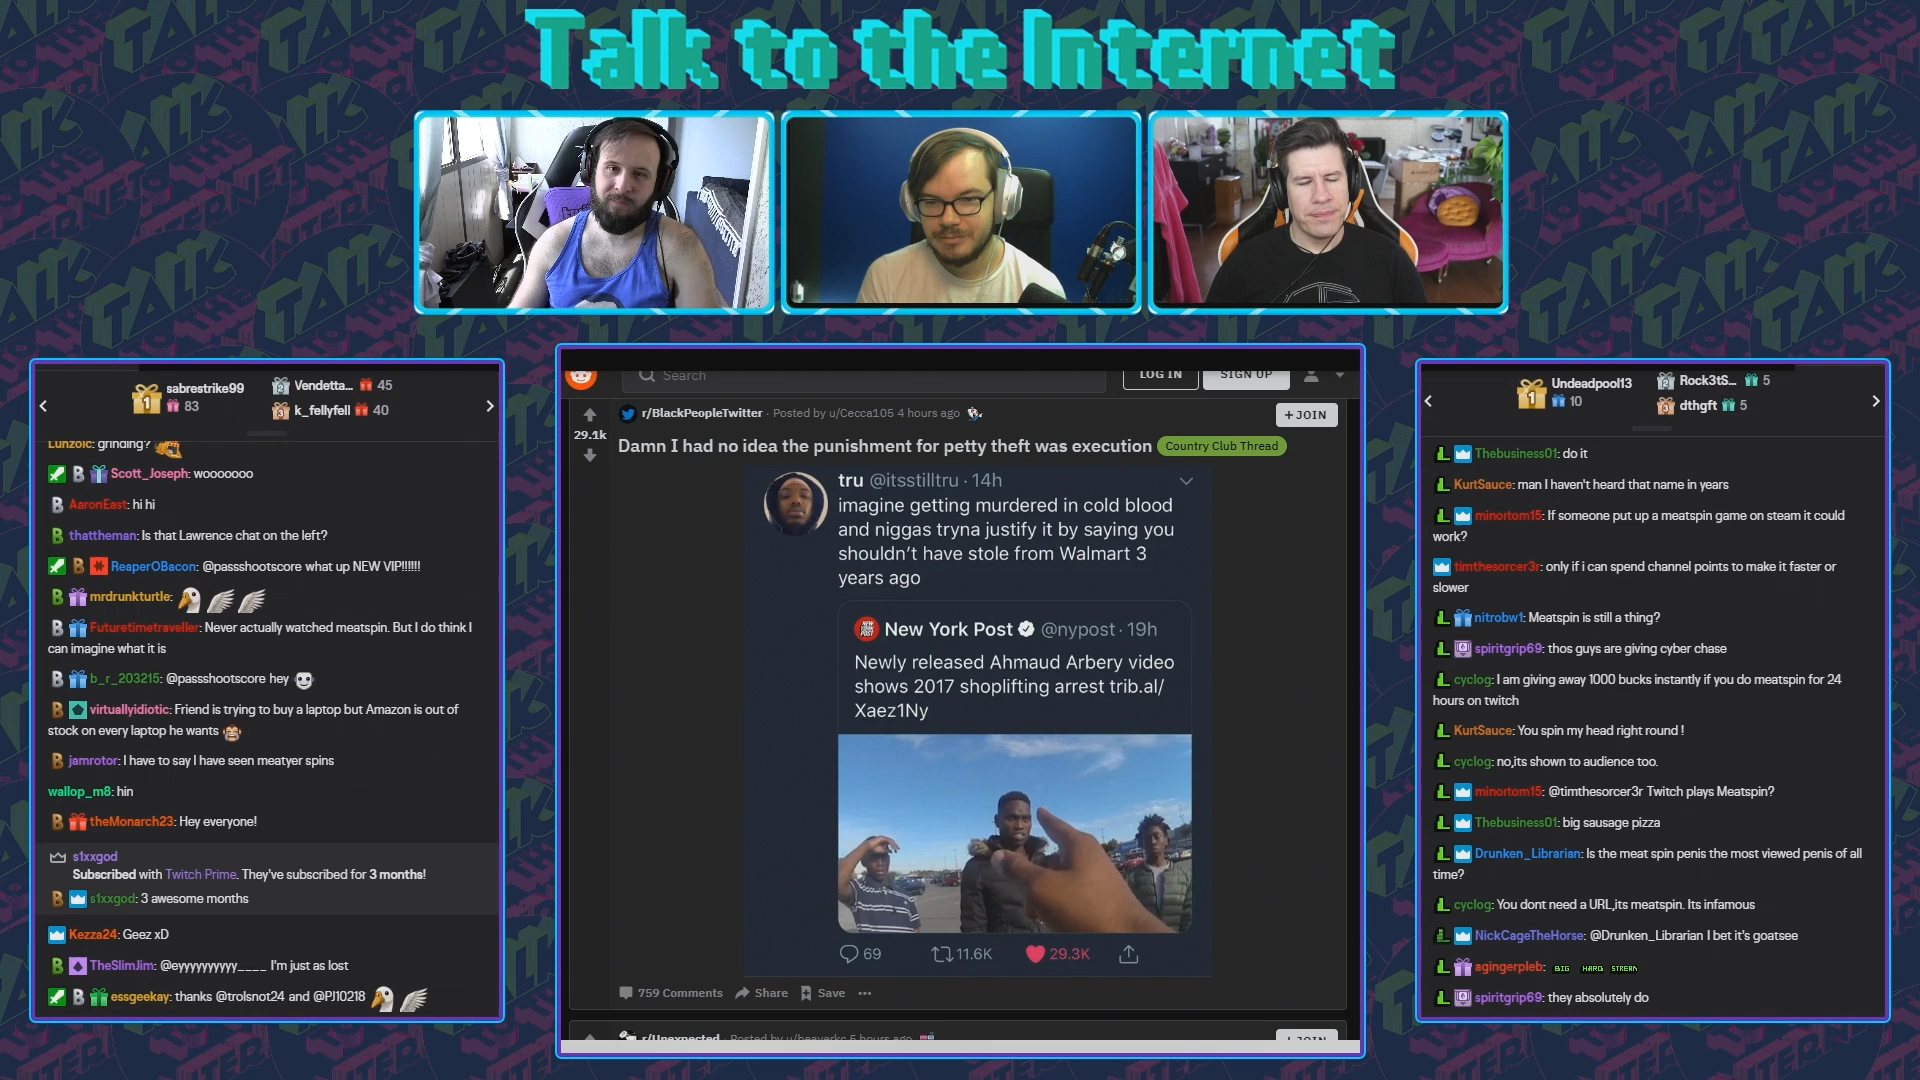 Talk to the Internet
sabrestrike99
83
Vendetta... 45
k_fellyfell 40
Lunzoic: grinding?
Scott_Joseph: wooooooo
AaronEast: hi hi
thattheman: Is that Lawrence chat on the left?
ReaperOBacon: @passshootscore what up NEW VIP!!!!!!
mrdrunkturtle:
Futuretimetraveller: Never actually watched meatspin. But I do think I
can imagine what it is
b_r_203215: @passshootscore hey
virtuallyidiotic: Friend is trying to buy a laptop but Amazon is out of
stock on every laptop he wants
jamrotor: I have to say I have seen meatyer spins
wallop_m8: hin
theMonarch23: Hey everyone!
s1xxgod
Subscribed with Twitch Prime. They've subscribed for 3 months!
s1xxgod: 3 awesome months
Kezza24: Geez xD
TheSlimJim: @eyyyyyyyyyy____ I'm just as lost
essgeekay: thanks @trolsnot24 and @PJ10218
Search
LOG IN
SIGN UP
29.1k
r/BlackPeopleTwitter · Posted by u/Cecca105 4 hours ago
+ JOIN
Damn I had no idea the punishment for petty theft was execution Country Club Thread
tru @itsstilltru · 14h
imagine getting murdered in cold blood
and niggas tryna justify it by saying you
shouldn't have stole from Walmart 3
years ago
NEW YORK POST
New York Post @nypost · 19h
Newly released Ahmaud Arbery video
shows 2017 shoplifting arrest trib.al/
Xaez1Ny
69 11.6K 29.3K
759 Comments Share Save ...
r/Unexpected · Posted by u/beaverkc 5 hours ago
+ JOIN
Undeadpool13
10
Rock3tS... 5
dthgft 5
Thebusiness01: do it
KurtSauce: man I haven't heard that name in years
minortom15: If someone put up a meatspin game on steam it could
work?
timthesorcer3r: only if i can spend channel points to make it faster or
slower
nitrobw1: Meatspin is still a thing?
spiritgrip69: thos guys are giving cyber chase
cyclog: I am giving away 1000 bucks instantly if you do meatspin for 24
hours on twitch
KurtSauce: You spin my head right round !
cyclog: no,its shown to audience too.
minortom15: @timthesorcer3r Twitch plays Meatspin?
Thebusiness01: big sausage pizza
Drunken_Librarian: Is the meat spin penis the most viewed penis of all
time?
cyclog: You dont need a URL,its meatspin. Its infamous
NickCageTheHorse: @Drunken_Librarian I bet it's goatsee
agingerpleb: BIG HARD STREAM
spiritgrip69: they absolutely do